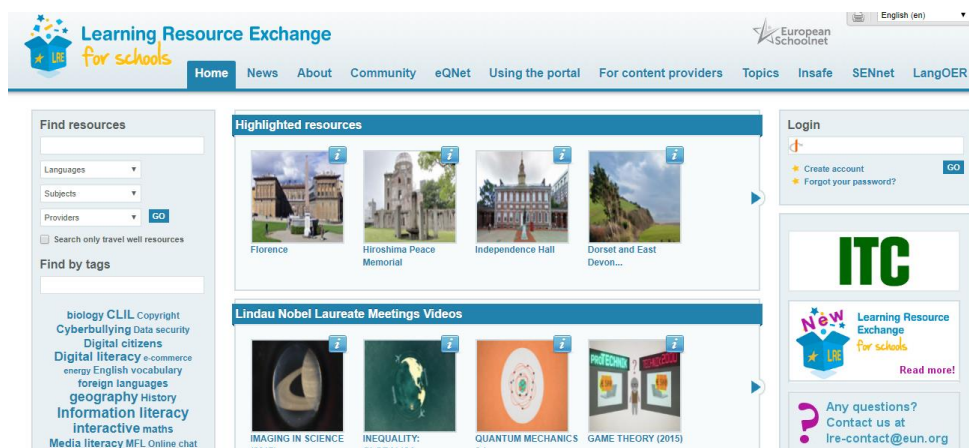 English (en)
LRE
Learning Resource Exchange
for schools
European
Schoolnet
Home News About Community eQNet Using the portal For content providers Topics Insafe SENnet LangOER
Find resources
Languages
Subjects
Providers
GO
Search only travel well resources
Find by tags
biology CLIL Copyright
Cyberbullying Data security
Digital citizens
Digital literacy e-commerce
energy English vocabulary
foreign languages
geography History
Information literacy
interactive maths
Media literacy MFL Online chat
Highlighted resources
Florence
Hiroshima Peace
Memorial
Independence Hall
Dorset and East
Devon...
Lindau Nobel Laureate Meetings Videos
PROTECHNIX
?
IMAGING IN SCIENCE
INEQUALITY:
QUANTUM MECHANICS
GAME THEORY (2015)
Login
Create account
GO
Forgot your password?
ITC
New
LRE
Learning Resource
Exchange
for schools
Read more!
?
Any questions?
Contact us at
lre-contact@eun.org